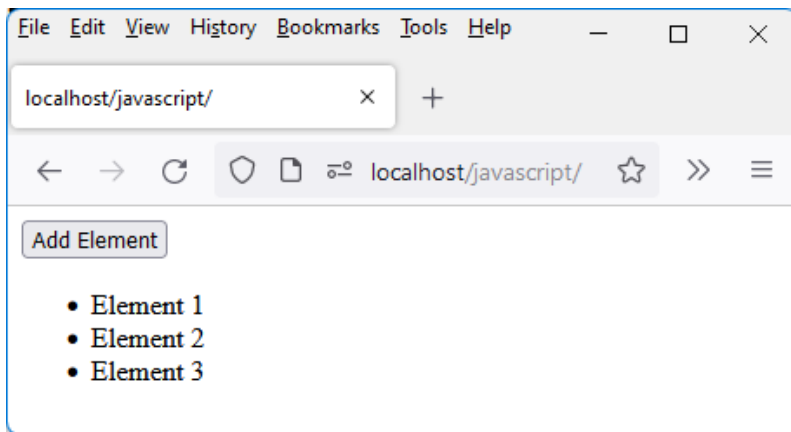 File Edit View History Bookmarks Tools Help
localhost/javascript/
localhost/javascript/
Add Element
Element 1
Element 2
Element 3